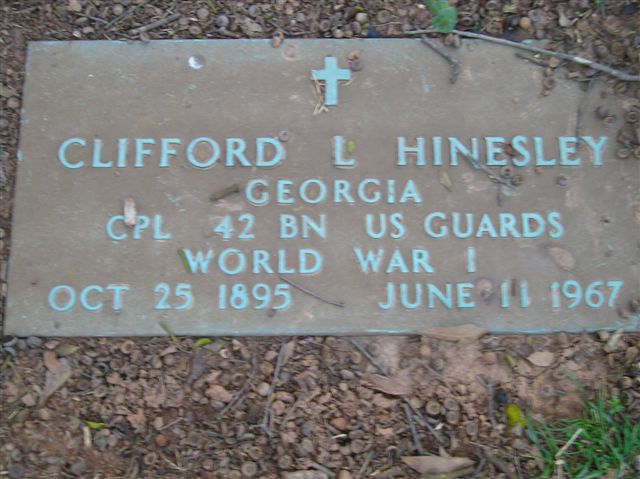 CLIFFORD L HINESLEY
GEORGIA
CPL 42 BN US GUARDS
WORLD WAR I
OCT 25 1895 JUNE 11 1967